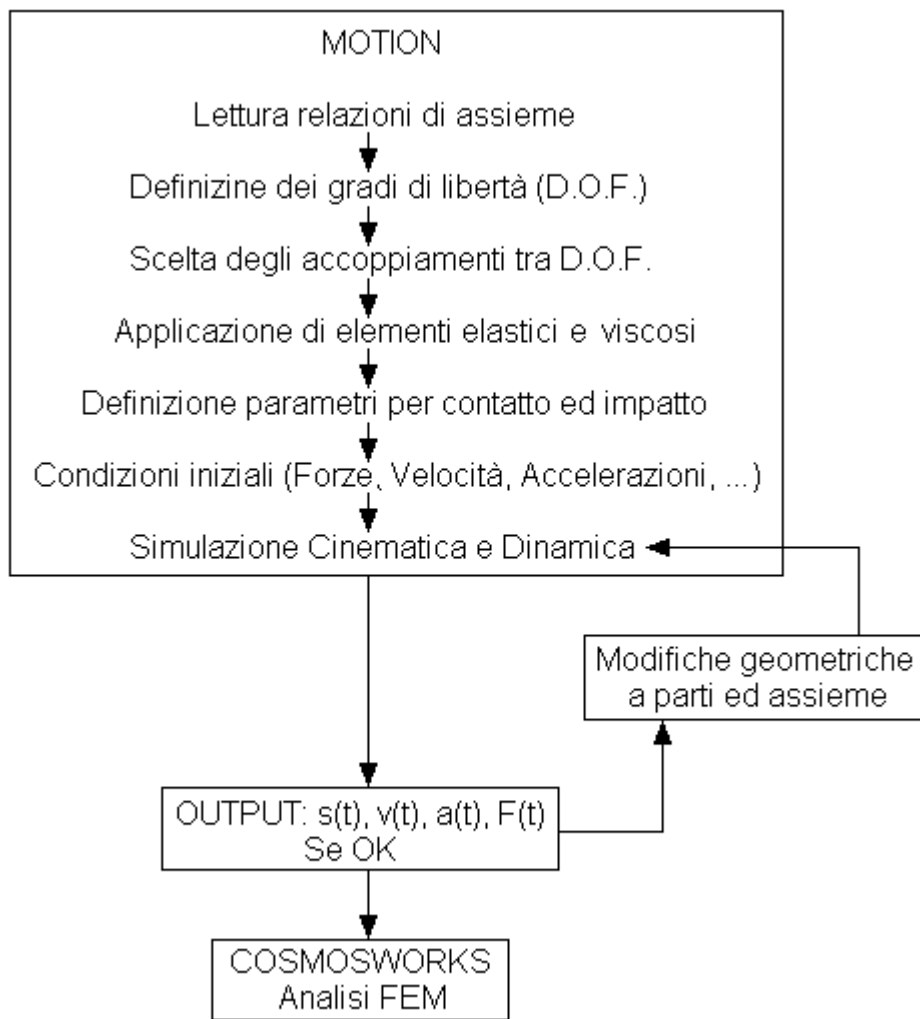 MOTION
Lettura relazioni di assieme
Definizine dei gradi di libertà (D.O.F.)
Scelta degli accoppiamenti tra D.O.F.
Applicazione di elementi elastici e viscosi
Definizione parametri per contatto ed impatto
Condizioni iniziali (Forze, Velocità, Accelerazioni, ...)
Simulazione Cinematica e Dinamica
Modifiche geometriche
a parti ed assieme
OUTPUT: s(t), v(t), a(t), F(t)
Se OK
COSMOSWORKS
Analisi FEM